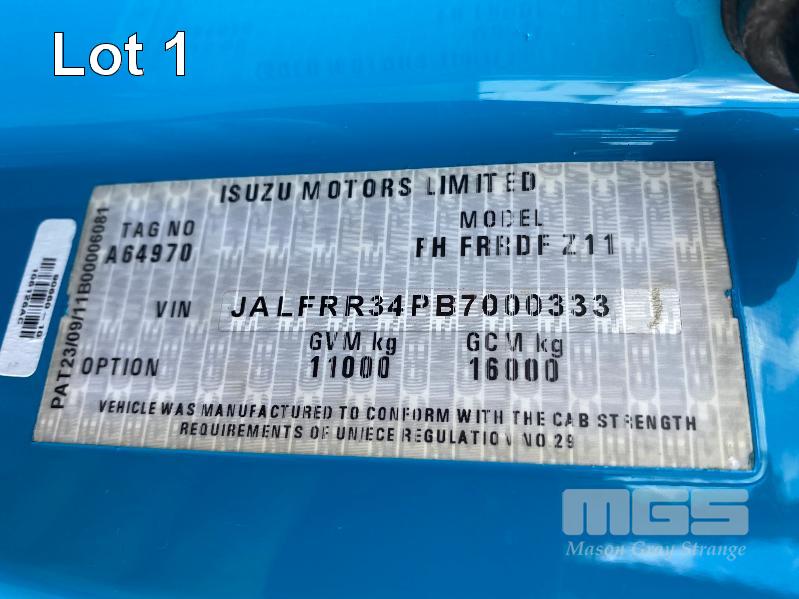 Lot 1
ISUZU MOTORS LIMITED
TAG NO
A64970
MODEL
FH FRRDF Z11
VIN JALFRR34PB7000333
GVM kg
11000
GCM kg
16000
OPTION
VEHICLE WAS MANUFACTURED TO CONFORM WITH THE CAB STRENGTH
REQUIREMENTS OF UN/ECE REGULATION NO.29
PAT23/09/11B00006081
MGS
Mason Gray Strange